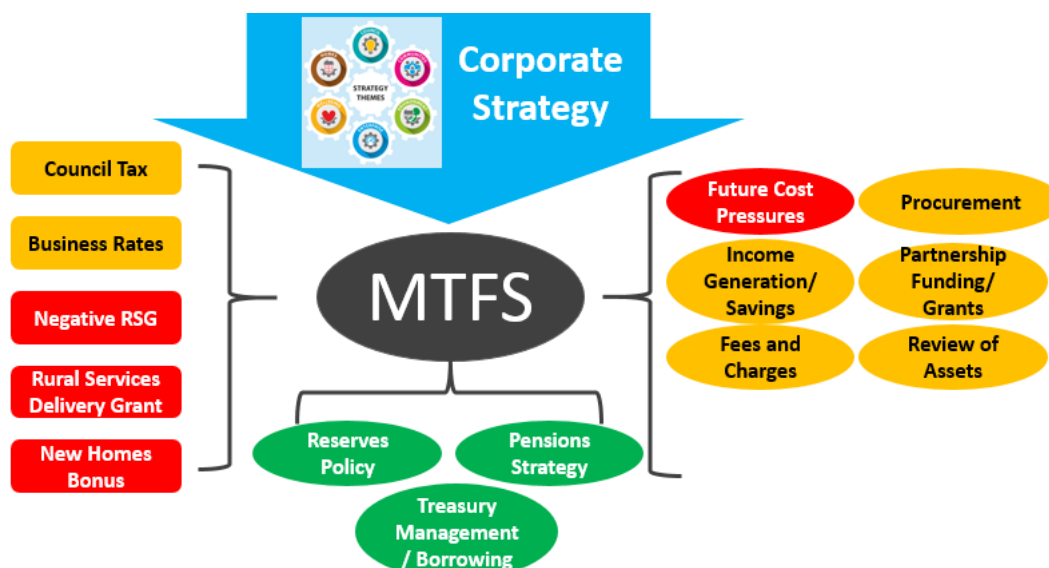 Corporate
Strategy
STRATEGY
THEMES
Council Tax
Business Rates
Negative RSG
Rural Services
Delivery Grant
New Homes
Bonus
MTFS
Future Cost
Pressures
Procurement
Income
Generation/
Savings
Partnership
Funding/
Grants
Fees and
Charges
Review of
Assets
Reserves
Policy
Pensions
Strategy
Treasury
Management
/ Borrowing